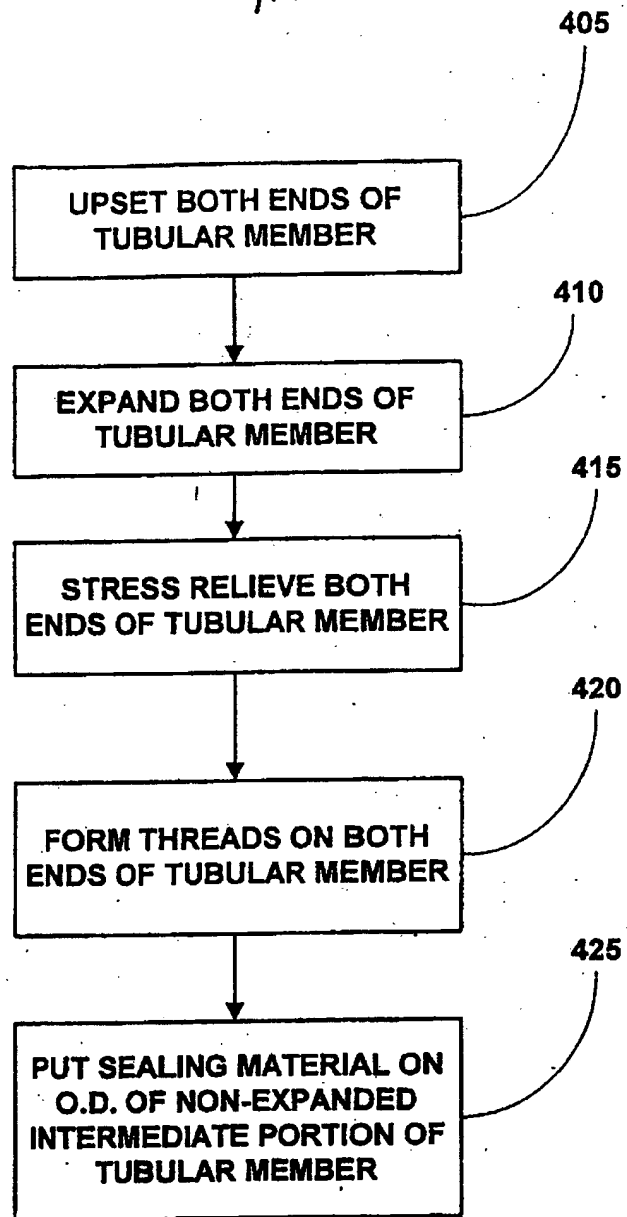 405
UPSET BOTH ENDS OF
TUBULAR MEMBER
410
EXPAND BOTH ENDS OF
TUBULAR MEMBER
415
STRESS RELIEVE BOTH
ENDS OF TUBULAR MEMBER
420
FORM THREADS ON BOTH
ENDS OF TUBULAR MEMBER
425
PUT SEALING MATERIAL ON
O.D. OF NON-EXPANDED
INTERMEDIATE PORTION OF
TUBULAR MEMBER